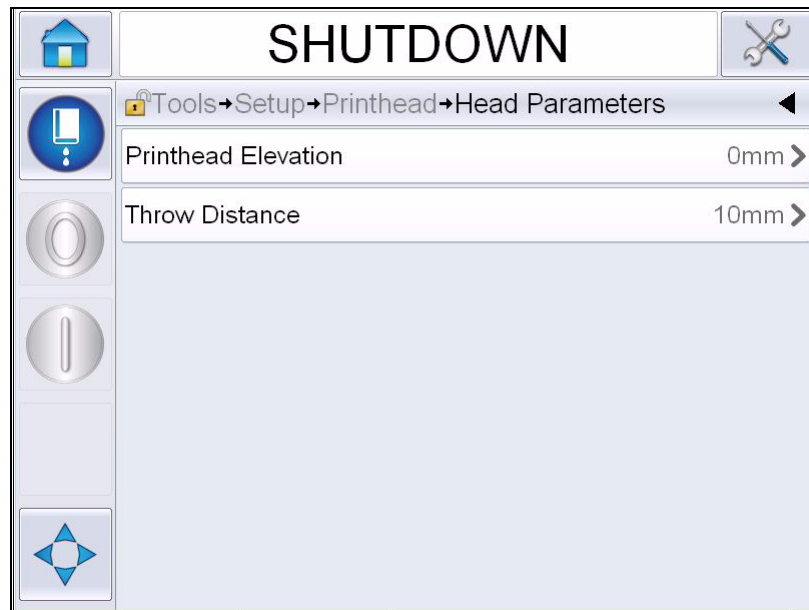 SHUTDOWN
Tools→Setup→Printhead→Head Parameters
Printhead Elevation 0mm
Throw Distance 10mm